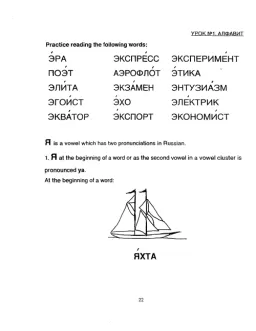 УРОК №1. АЛФАВИТ
Practice reading the following words:
Э́РА ЭКСПРЕ́СС ЭКСПЕРИМЕ́НТ
ПОЭ́Т АЭРОФЛО́Т Э́ТИКА
ЭЛИ́ТА ЭКЗА́МЕН ЭНТУЗИА́ЗМ
ЭГОИ́СТ Э́ХО ЭЛЕ́КТРИК
ЭКВА́ТОР Э́КСПОРТ ЭКОНОМИ́СТ
Я is a vowel which has two pronunciations in Russian.
1. Я at the beginning of a word or as the second vowel in a vowel cluster is
pronounced ya.
At the beginning of a word:
Я́ХТА
22